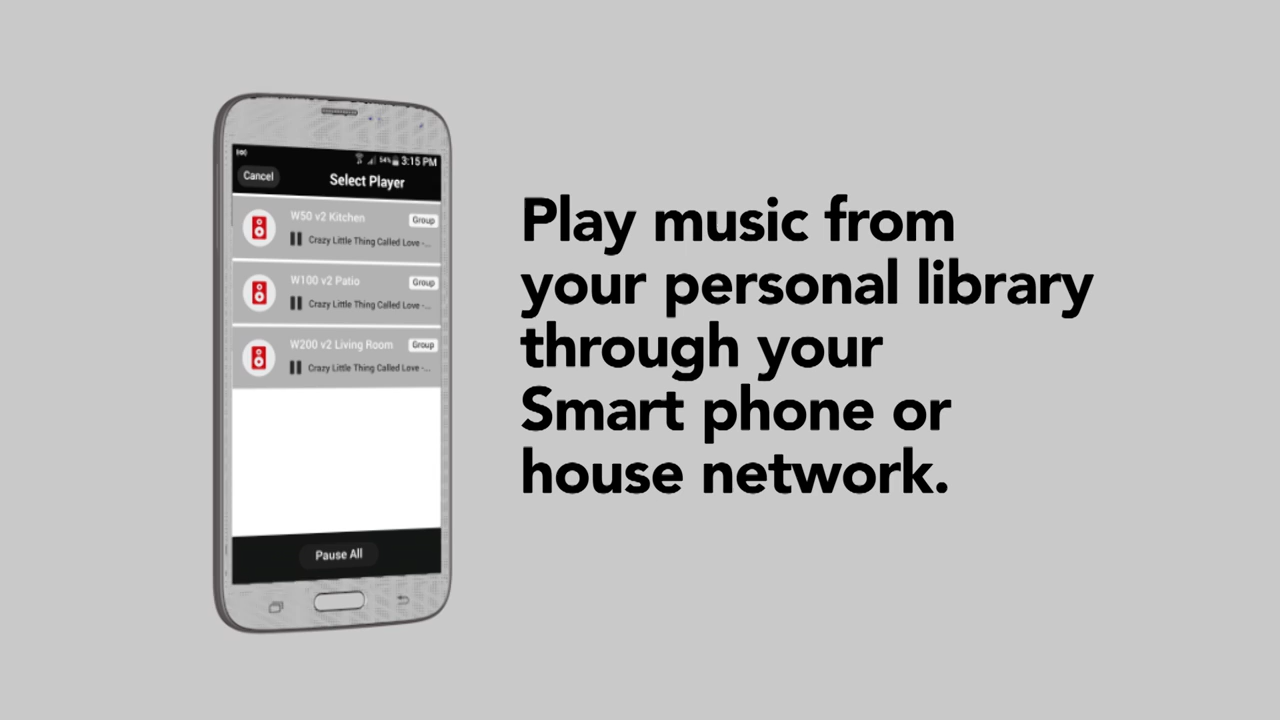 54% 3:15 PM
Cancel
Select Player
W50 v2 Kitchen
Group
Crazy Little Thing Called Love -...
W100 v2 Patio
Group
Crazy Little Thing Called Love -...
W200 v2 Living Room
Group
Crazy Little Thing Called Love -...
Pause All
Play music from
your personal library
through your
Smart phone or
house network.